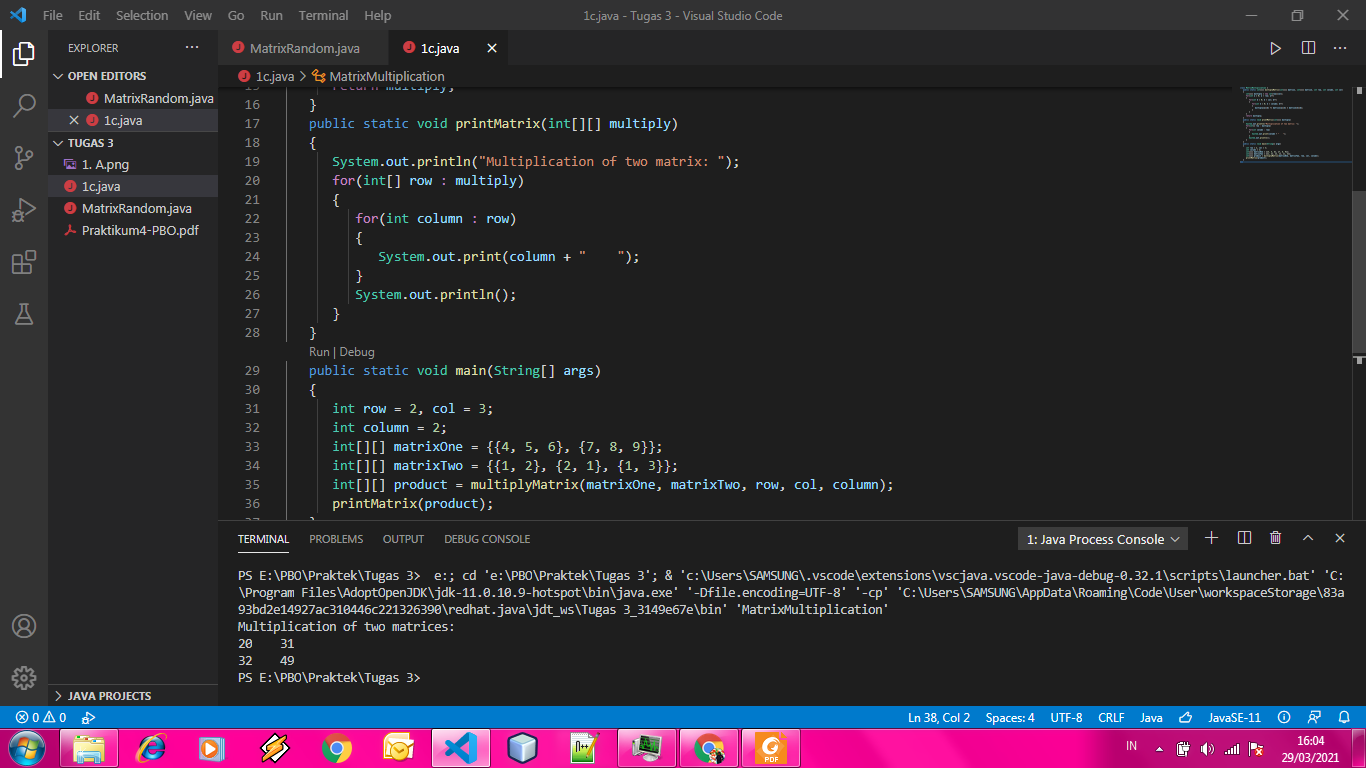 File Edit Selection View Go Run Terminal Help 1c.java - Tugas 3 - Visual Studio Code
EXPLORER
OPEN EDITORS
MatrixRandom.java
1c.java
TUGAS 3
1. A.png
1c.java
MatrixRandom.java
Praktikum4-PBO.pdf
JAVA PROJECTS
MatrixRandom.java 1c.java
1c.java > MatrixMultiplication
15 return multiply;
16 }
17 public static void printMatrix(int[][] multiply)
18 {
19 System.out.println("Multiplication of two matrix: ");
20 for(int[] row : multiply)
21 {
22 for(int column : row)
23 {
24 System.out.print(column + "    ");
25 }
26 System.out.println();
27 }
28 }
Run | Debug
29 public static void main(String[] args)
30 {
31 int row = 2, col = 3;
32 int column = 2;
33 int[][] matrixOne = {{4, 5, 6}, {7, 8, 9}};
34 int[][] matrixTwo = {{1, 2}, {2, 1}, {1, 3}};
35 int[][] product = multiplyMatrix(matrixOne, matrixTwo, row, col, column);
36 printMatrix(product);
37 }
TERMINAL PROBLEMS OUTPUT DEBUG CONSOLE 1: Java Process Console
PS E:\PBO\Praktek\Tugas 3>  e:; cd 'e:\PBO\Praktek\Tugas 3'; & 'c:\Users\SAMSUNG\.vscode\extensions\vscjava.vscode-java-debug-0.32.1\scripts\launcher.bat' 'C:
\Program Files\AdoptOpenJDK\jdk-11.0.10.9-hotspot\bin\java.exe' '-Dfile.encoding=UTF-8' '-cp' 'C:\Users\SAMSUNG\AppData\Roaming\Code\User\workspaceStorage\83a
93bd2e14927ac310446c221326390\redhat.java\jdt_ws\Tugas 3_3149e67e\bin' 'MatrixMultiplication'
Multiplication of two matrices:
20    31
32    49
PS E:\PBO\Praktek\Tugas 3>
0 0 Ln 38, Col 2 Spaces: 4 UTF-8 CRLF Java JavaSE-11
IN 16:04
29/03/2021